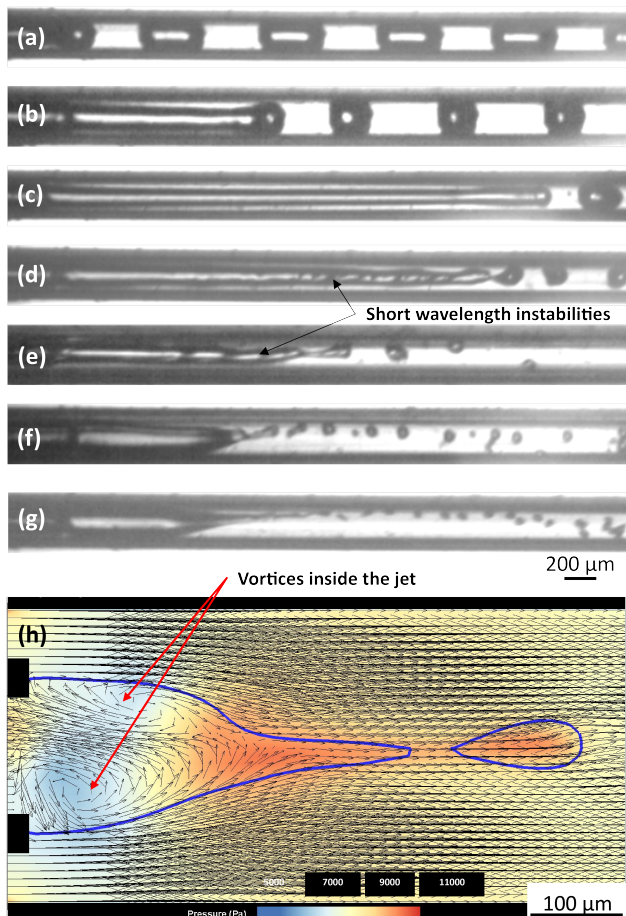 (a)
(b)
(c)
(d)
Short wavelength instabilities
(e)
(f)
(g)
200 µm
Vortices inside the jet
(h)
5000 7000 9000 11000
Pressure (Pa)
100 µm